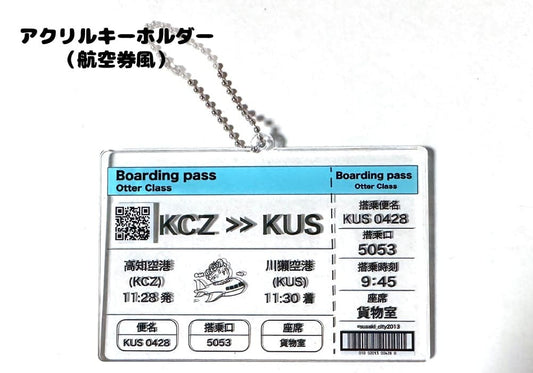 アクリルキーホルダー
（航空券風）
Boarding pass
Otter Class
KCZ >> KUS
高知空港
(KCZ)
11:28 発
川瀬空港
(KUS)
11:30 着
便名
KUS 0428
搭乗口
5053
座席
貨物室
Boarding pass
Otter Class
搭乗便名
KUS 0428
搭乗口
5053
搭乗時刻
9:45
座席
貨物室